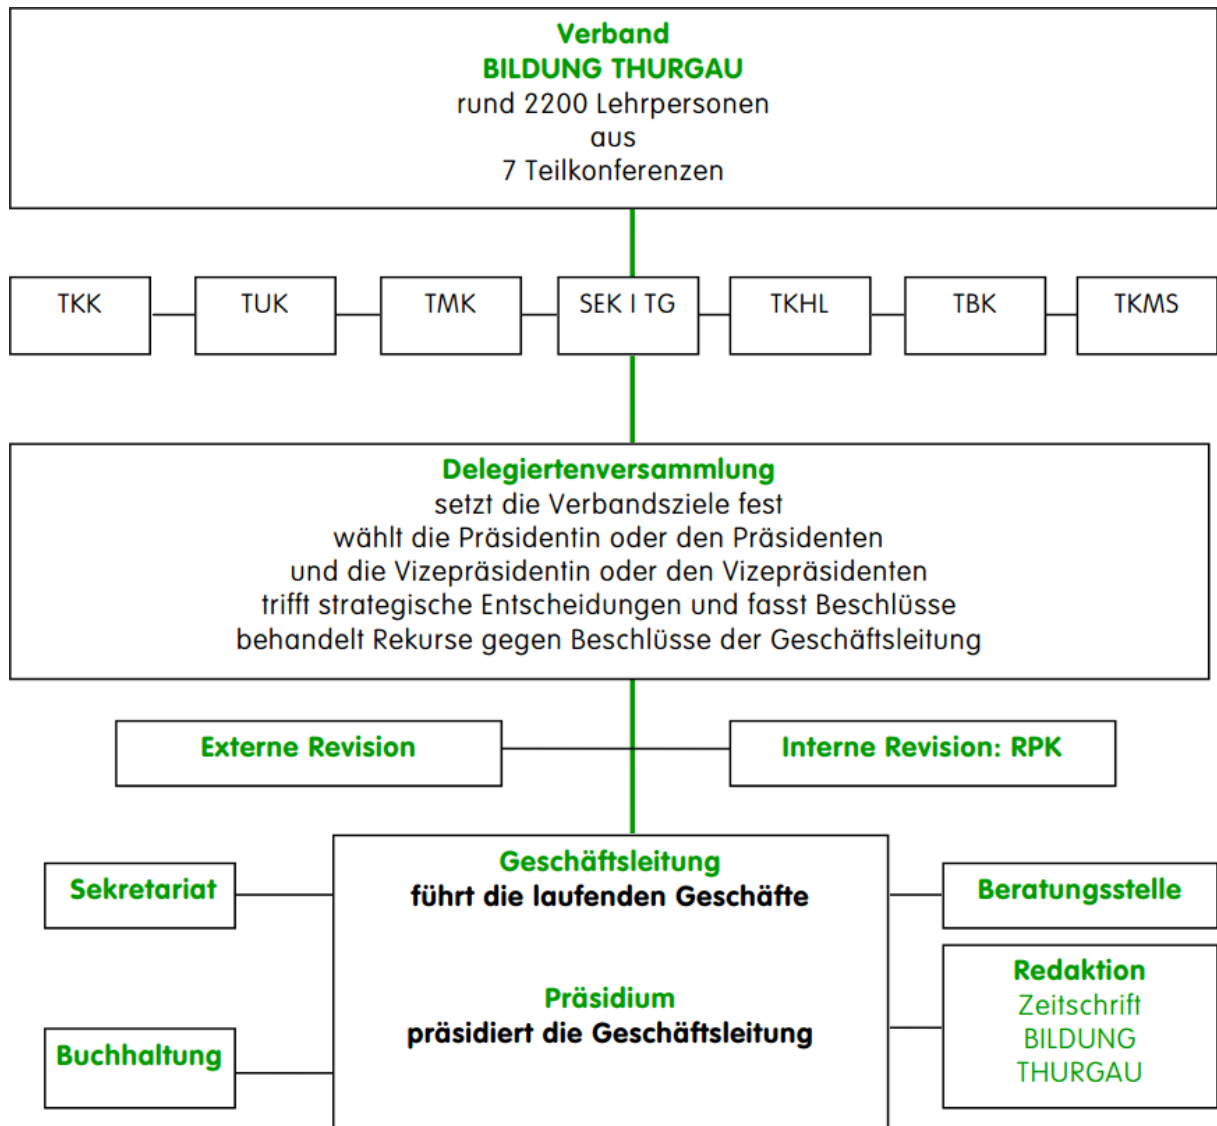 Verband
BILDUNG THURGAU
rund 2200 Lehrpersonen
aus
7 Teilkonferenzen
TKK
TUK
TMK
SEK I TG
TKHL
TBK
TKMS
Delegiertenversammlung
setzt die Verbandsziele fest
wählt die Präsidentin oder den Präsidenten
und die Vizepräsidentin oder den Vizepräsidenten
trifft strategische Entscheidungen und fasst Beschlüsse
behandelt Rekurse gegen Beschlüsse der Geschäftsleitung
Externe Revision
Interne Revision: RPK
Geschäftsleitung
führt die laufenden Geschäfte
Präsidium
präsidiert die Geschäftsleitung
Sekretariat
Buchhaltung
Beratungsstelle
Redaktion
Zeitschrift
BILDUNG
THURGAU